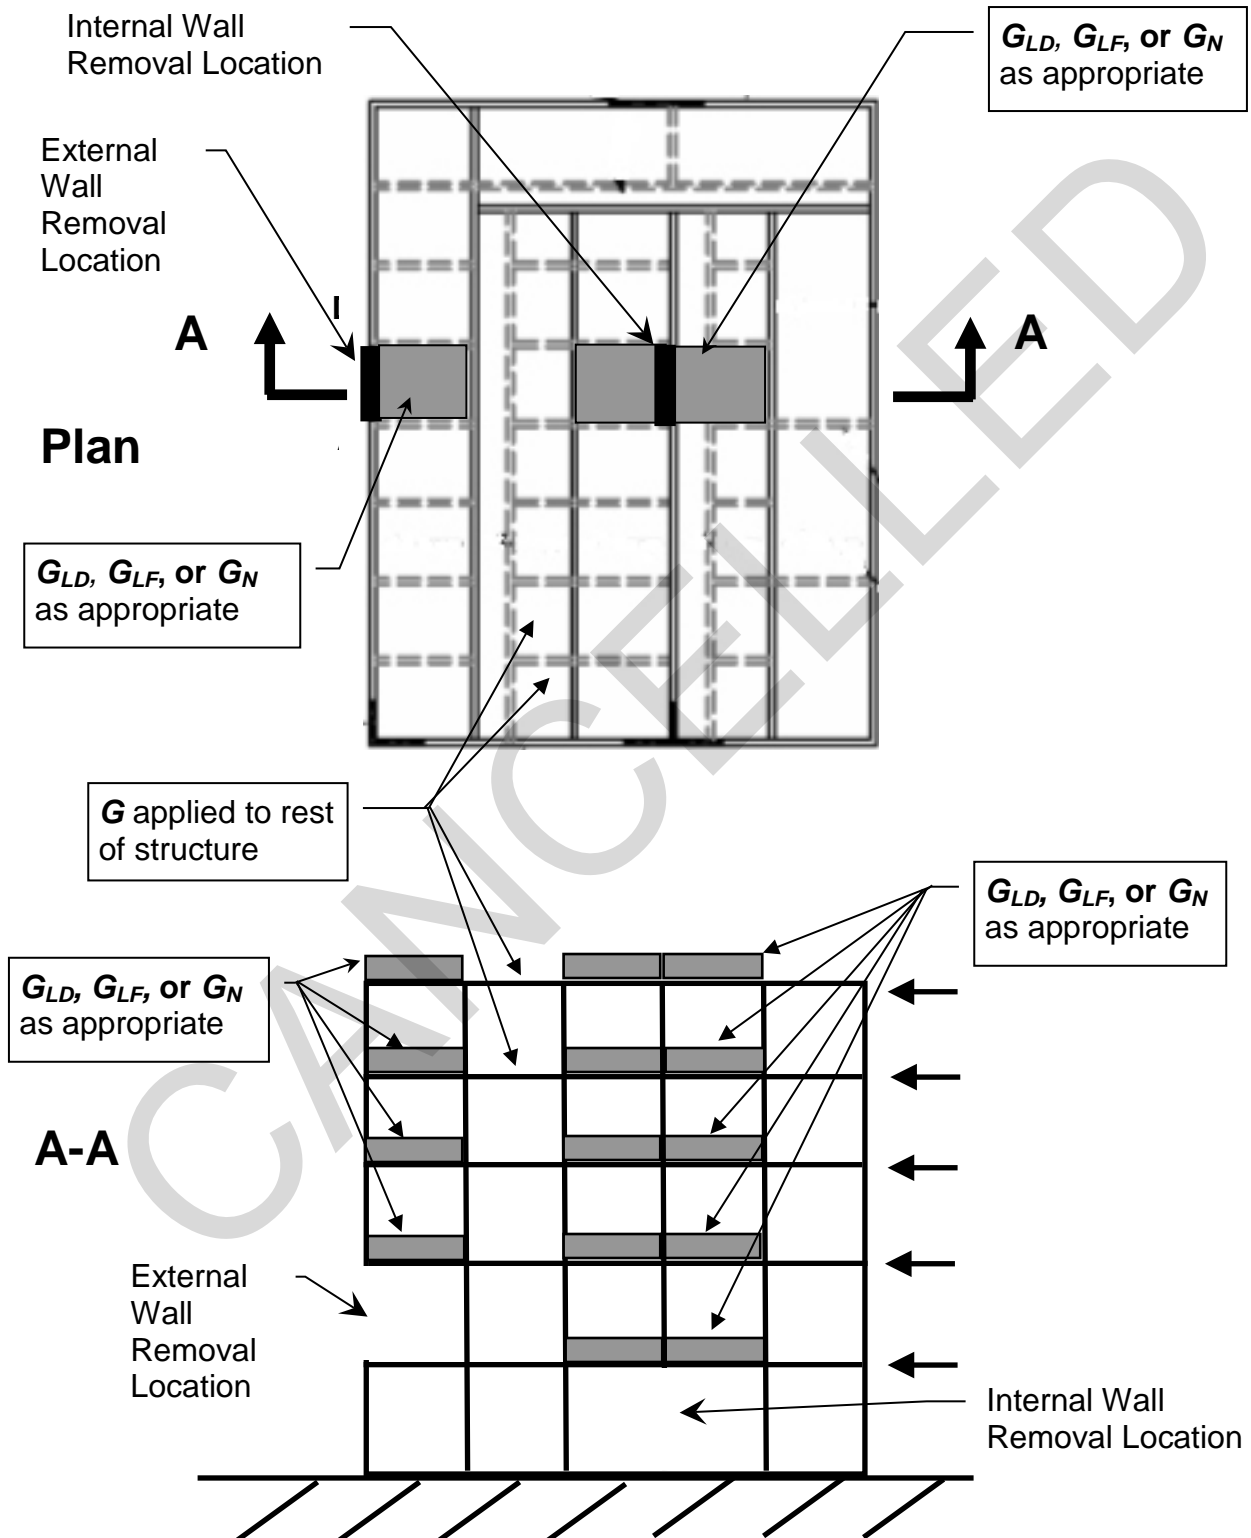 Internal Wall
Removal Location
G_LD, G_LF, or G_N
as appropriate
External
Wall
Removal
Location
A
A
Plan
G_LD, G_LF, or G_N
as appropriate
G applied to rest
of structure
G_LD, G_LF, or G_N
as appropriate
G_LD, G_LF, or G_N
as appropriate
A-A
External
Wall
Removal
Location
Internal Wall
Removal Location
CANCELLED